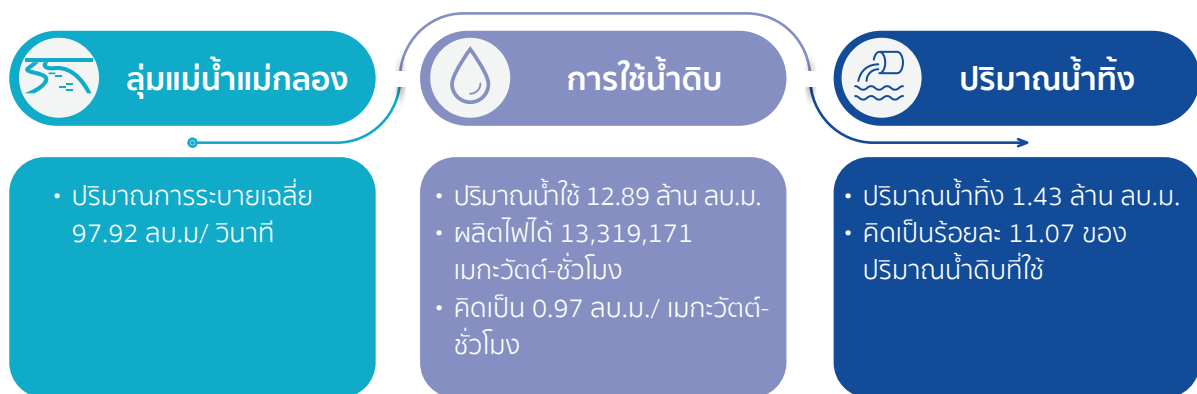 ลุ่มแม่น้ำแม่กลอง
• ปริมาณการระบายเฉลี่ย
97.92 ลบ.ม/ วินาที
การใช้น้ำดิบ
• ปริมาณน้ำใช้ 12.89 ล้าน ลบ.ม.
• ผลิตไฟได้ 13,319,171
เมกะวัตต์-ชั่วโมง
• คิดเป็น 0.97 ลบ.ม./ เมกะวัตต์-
ชั่วโมง
ปริมาณน้ำทิ้ง
• ปริมาณน้ำทิ้ง 1.43 ล้าน ลบ.ม.
• คิดเป็นร้อยละ 11.07 ของ
ปริมาณน้ำดิบที่ใช้